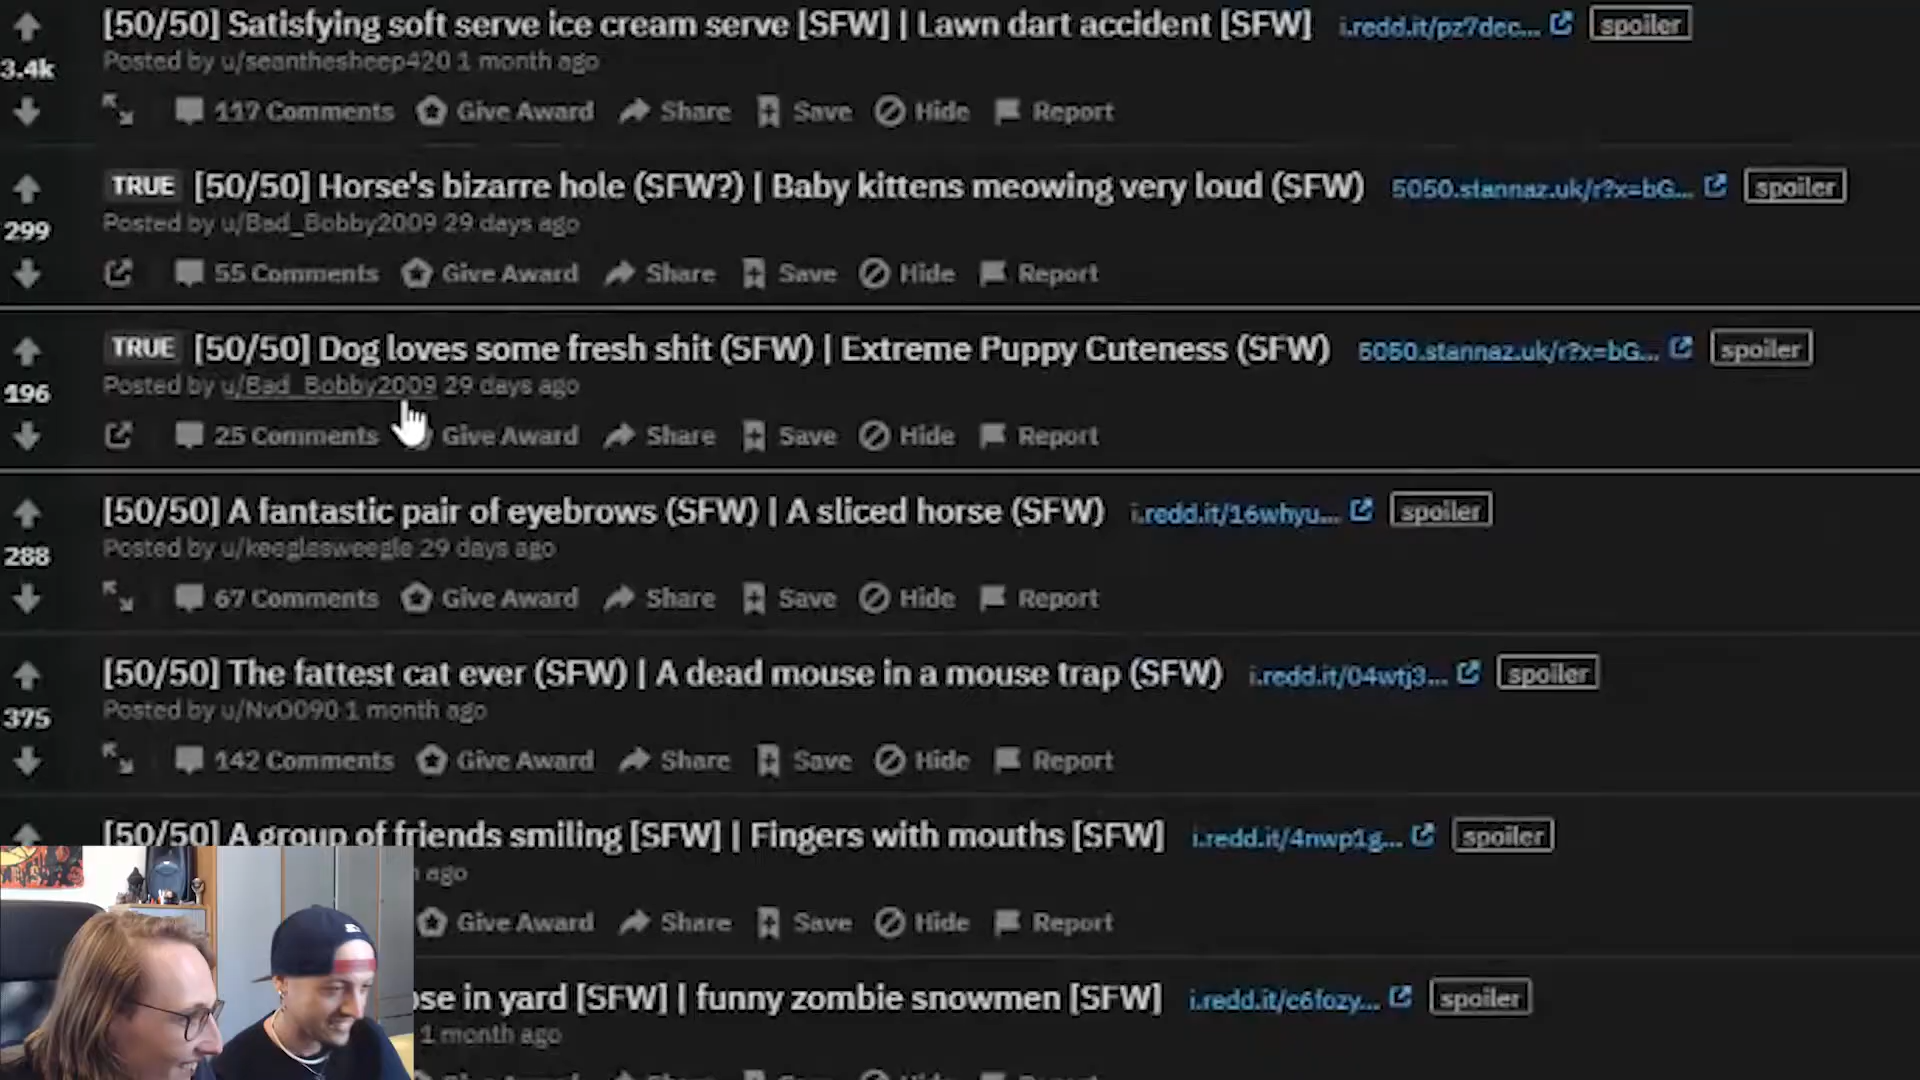 [50/50] Satisfying soft serve ice cream serve [SFW] | Lawn dart accident [SFW] i.redd.it/pz7dec... spoiler
Posted by u/seanthesheep420 1 month ago
3.4k
117 Comments Give Award Share Save Hide Report
TRUE [50/50] Horse's bizarre hole (SFW?) | Baby kittens meowing very loud (SFW) 5050.stannaz.uk/r?x=bG... spoiler
Posted by u/Bad_Bobby2009 29 days ago
299
55 Comments Give Award Share Save Hide Report
TRUE [50/50] Dog loves some fresh shit (SFW) | Extreme Puppy Cuteness (SFW) 5050.stannaz.uk/r?x=bG... spoiler
Posted by u/Bad_Bobby2009 29 days ago
196
25 Comments Give Award Share Save Hide Report
[50/50] A fantastic pair of eyebrows (SFW) | A sliced horse (SFW) i.redd.it/16whyu... spoiler
Posted by u/keeglesweegle 29 days ago
288
67 Comments Give Award Share Save Hide Report
[50/50] The fattest cat ever (SFW) | A dead mouse in a mouse trap (SFW) i.redd.it/04wtj3... spoiler
Posted by u/NvO090 1 month ago
375
142 Comments Give Award Share Save Hide Report
[50/50] A group of friends smiling [SFW] | Fingers with mouths [SFW] i.redd.it/4nwp1g... spoiler
ago
Give Award Share Save Hide Report
in yard [SFW] | funny zombie snowmen [SFW] i.redd.it/c6fozy... spoiler
1 month ago